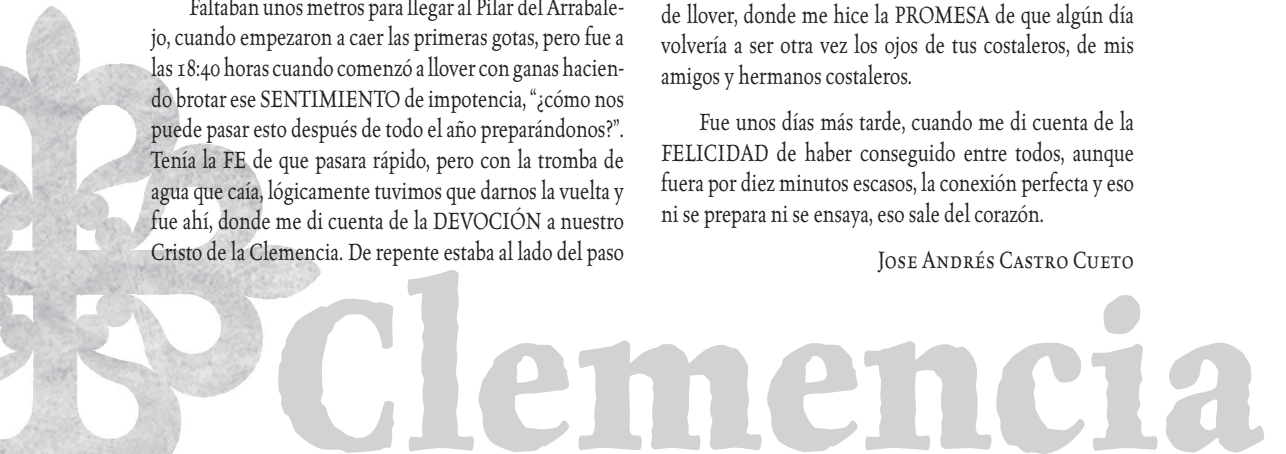 Faltaban unos metros para llegar al Pilar del Arrabale-
jo, cuando empezaron a caer las primeras gotas, pero fue a
las 18:40 horas cuando comenzó a llover con ganas hacien-
do brotar ese SENTIMIENTO de impotencia, “¿cómo nos
puede pasar esto después de todo el año preparándonos?”.
Tenía la FE de que pasara rápido, pero con la tromba de
agua que caía, lógicamente tuvimos que darnos la vuelta y
fue ahí, donde me di cuenta de la DEVOCIÓN a nuestro
Cristo de la Clemencia. De repente estaba al lado del paso
de llover, donde me hice la PROMESA de que algún día
volvería a ser otra vez los ojos de tus costaleros, de mis
amigos y hermanos costaleros.
Fue unos días más tarde, cuando me di cuenta de la
FELICIDAD de haber conseguido entre todos, aunque
fuera por diez minutos escasos, la conexión perfecta y eso
ni se prepara ni se ensaya, eso sale del corazón.
Jose Andrés Castro Cueto
Clemencia